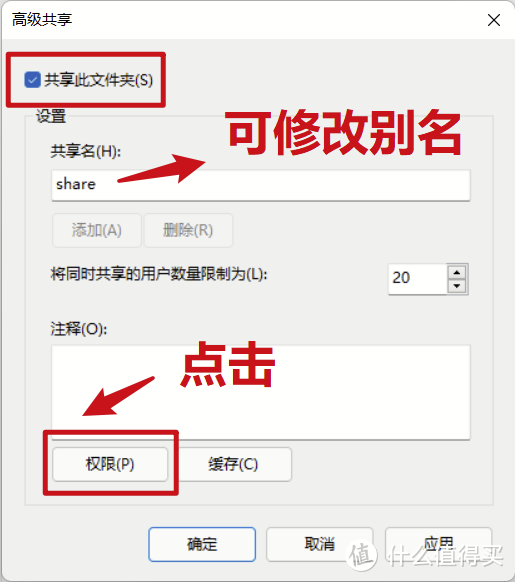 高级共享
共享此文件夹(S)
设置
可修改别名
共享名(H):
share
添加(A) 删除(R)
将同时共享的用户数量限制为(L): 20
注释(O):
点击
权限(P) 缓存(C)
确定 取消 应用
值 什么值得买